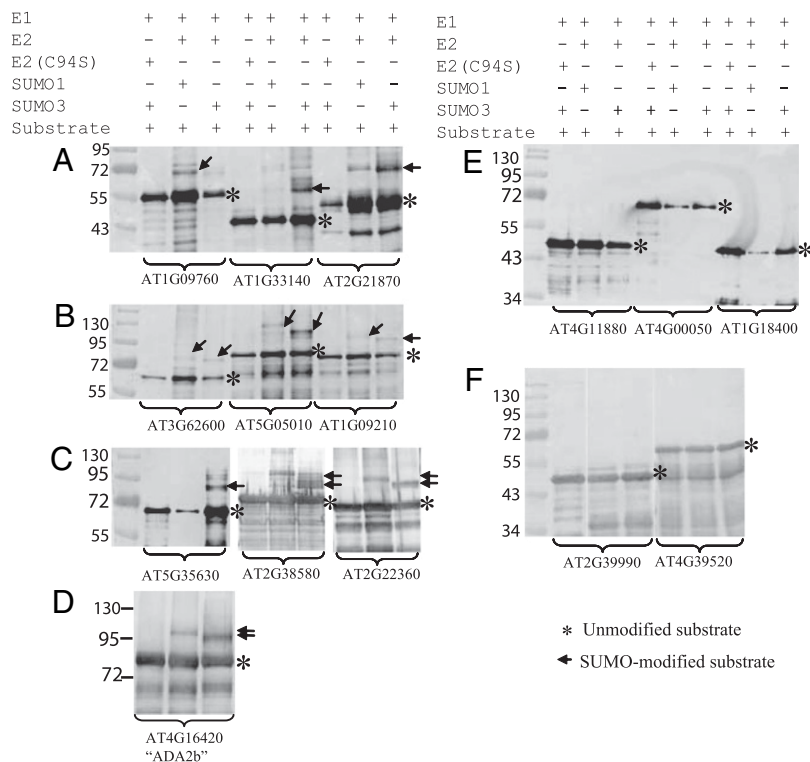 E1 + + + + + + + + +
E2 − + + − + + − + +
E2(C94S) + − − + − − + − −
SUMO1 − + − − + − − + −
SUMO3 + − + + − + + − +
Substrate + + + + + + + + +
A
95
72
55
43
*
*
*
AT1G09760
AT1G33140
AT2G21870
B
130
95
72
55
*
*
*
AT3G62600
AT5G05010
AT1G09210
C
130
95
72
55
*
*
*
AT5G35630
AT2G38580
AT2G22360
D
130
95
72
*
AT4G16420
“ADA2b”
E1 + + + + + + + + +
E2 − + + − + + − + +
E2(C94S) + − − + − − + − −
SUMO1 − + − − + − − + −
SUMO3 + − + + − + + − +
Substrate + + + + + + + + +
E
130
95
72
55
43
34
*
*
*
AT4G11880
AT4G00050
AT1G18400
F
130
95
72
55
43
34
*
*
AT2G39990
AT4G39520
* Unmodified substrate
SUMO-modified substrate